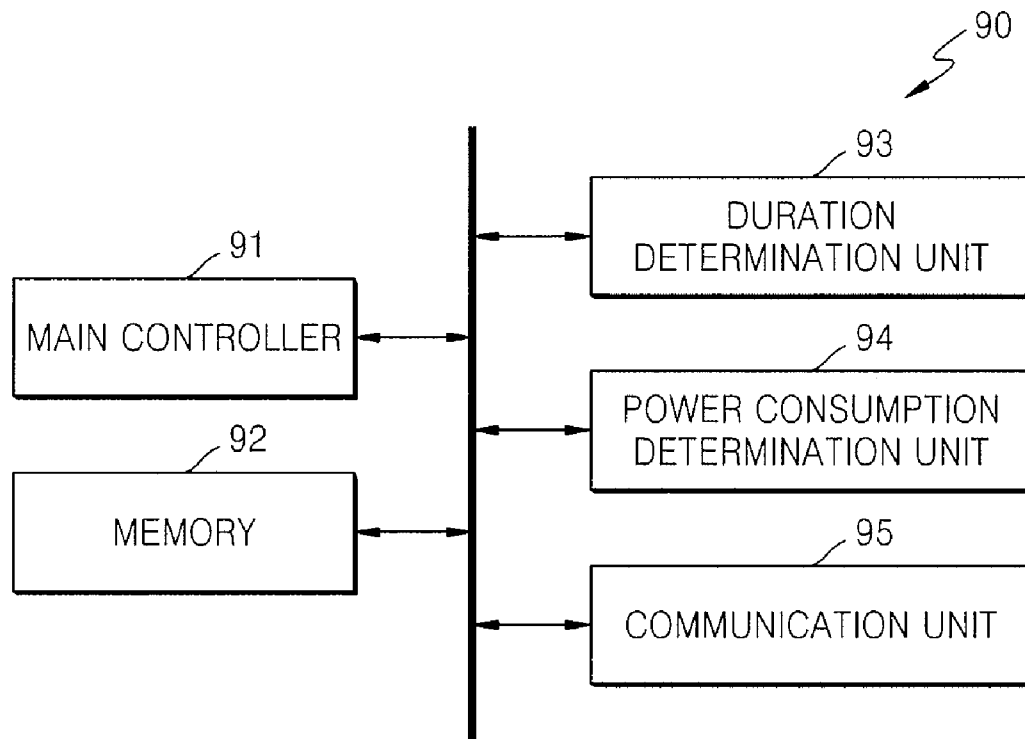 90
93
DURATION
DETERMINATION UNIT
91
MAIN CONTROLLER
94
POWER CONSUMPTION
DETERMINATION UNIT
92
MEMORY
95
COMMUNICATION UNIT